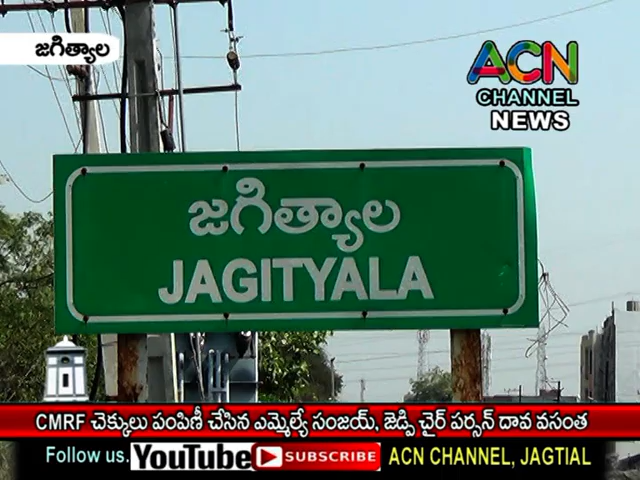 జగిత్యాల
ACN
CHANNEL
NEWS
జగిత్యాల
JAGITYALA
CMRF చెక్కులు పంపిణీ చేసిన ఎమ్మెల్యే సంజయ్, జెడ్పి చైర్ పర్సన్ దావ వసంత
Follow us. YouTube SUBSCRIBE ACN CHANNEL, JAGTIAL